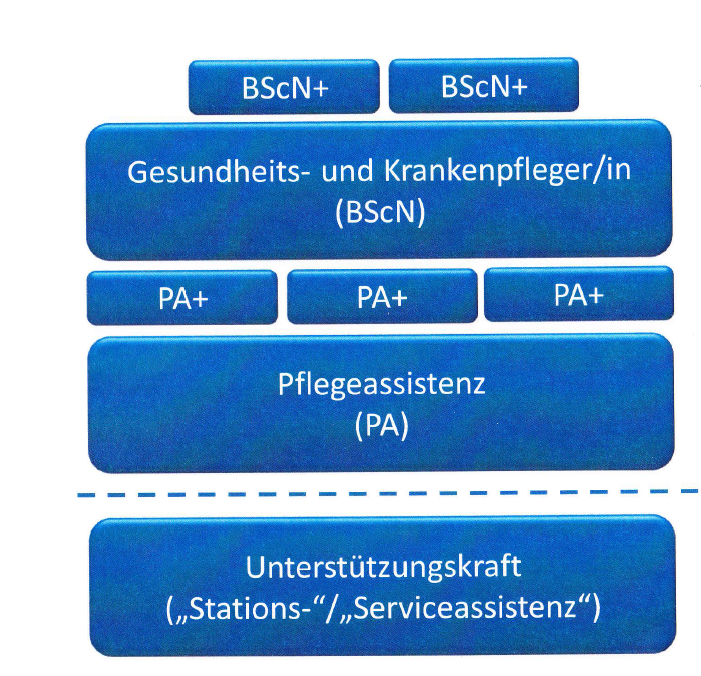 BScN+ BScN+
Gesundheits- und Krankenpfleger/in
(BScN)
PA+ PA+ PA+
Pflegeassistenz
(PA)
Unterstützungskraft
(„Stations-“/„Serviceassistenz“)